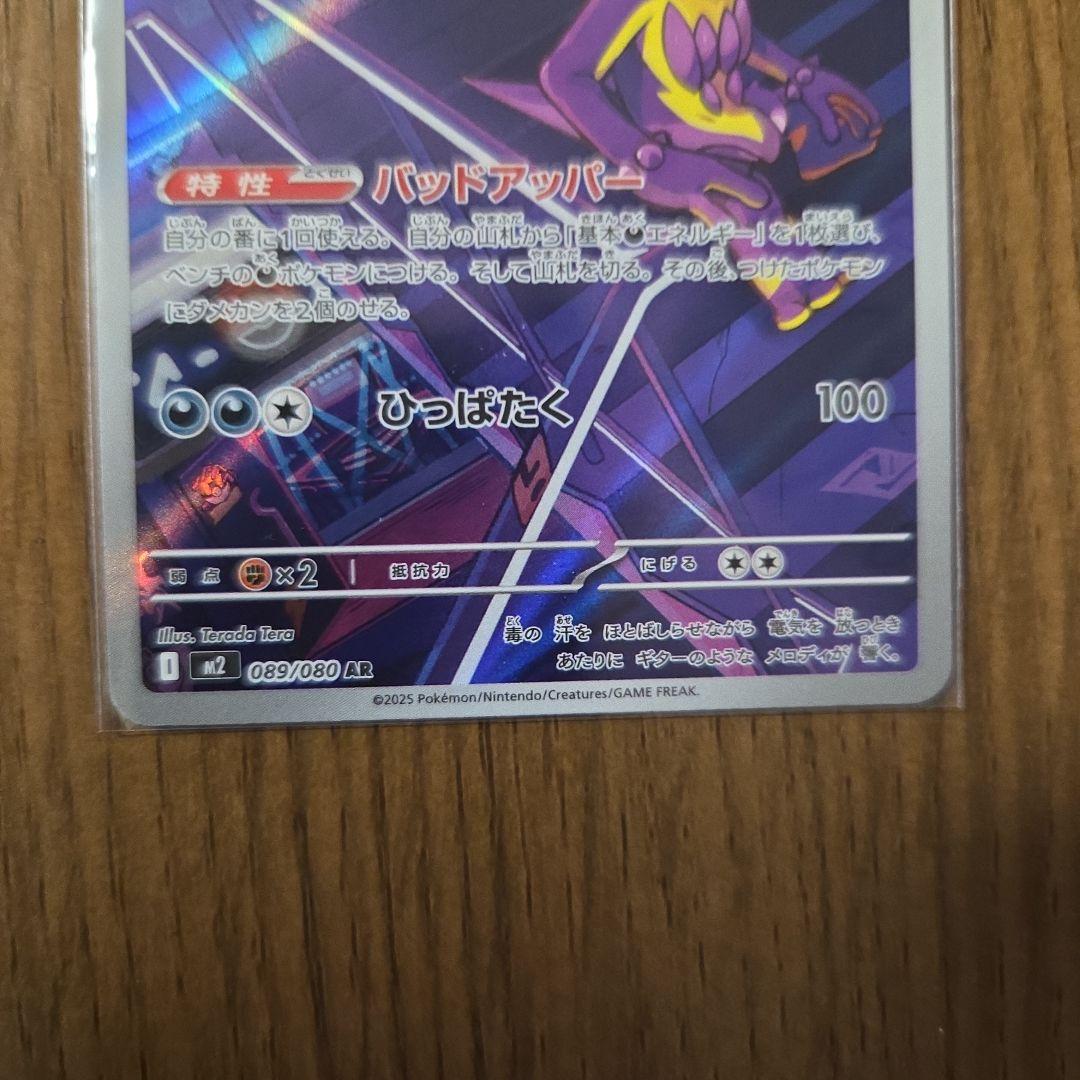 特性 とくせい バッドアッパー
自分の番に1回使える。自分の山札から「基本エネルギー」を1枚選び、
ベンチのポケモンにつける。そして山札を切る。その後、つけたポケモン
にダメカンを2個のせる。
ひっぱたく 100
弱点 ×2 抵抗力 にげる
Illus. Terada Tera
毒の 汗を ほとばしらせながら 電気を 放つとき
あたりに ギターのような メロディが 響く。
I M2 089/080 AR
©2025 Pokémon/Nintendo/Creatures/GAME FREAK.